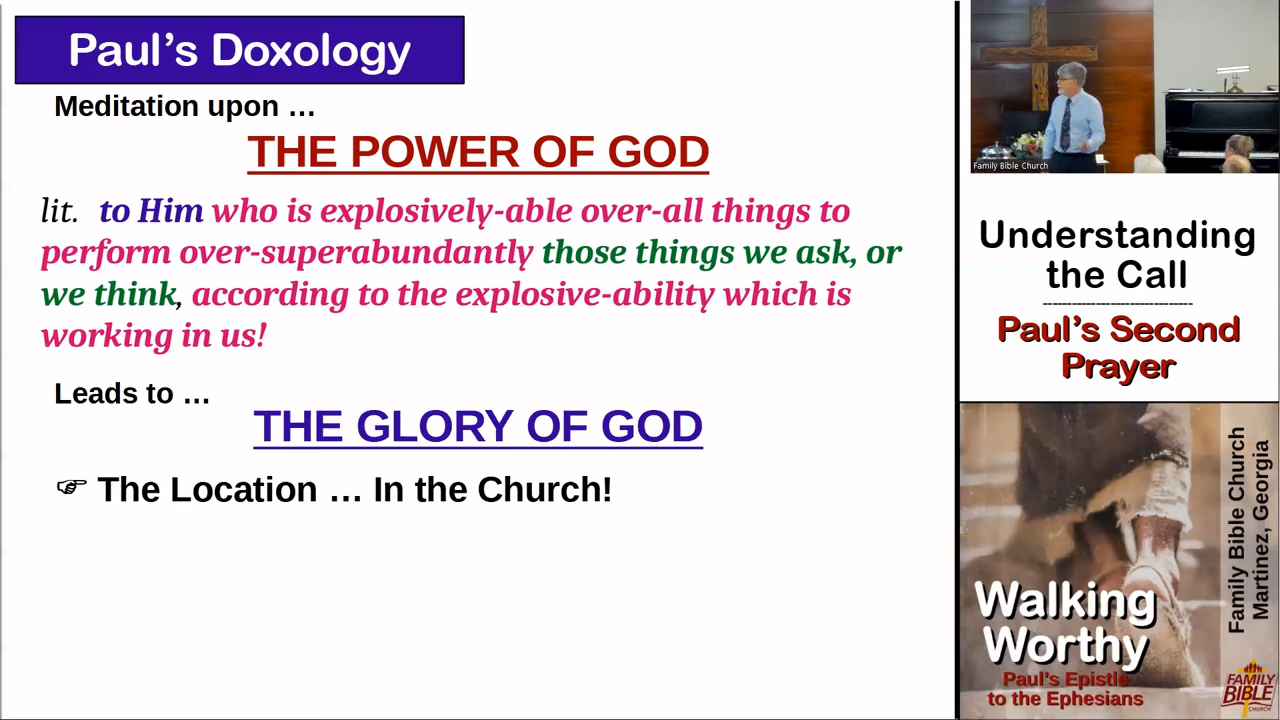 Paul's Doxology
Meditation upon …
THE POWER OF GOD
lit. to Him who is explosively-able over-all things to
perform over-superabundantly those things we ask, or
we think, according to the explosive-ability which is
working in us!
Leads to …
THE GLORY OF GOD
☞ The Location … In the Church!
Family Bible Church
Understanding
the Call
------------------------------
Paul's Second
Prayer
Family Bible Church
Martinez, Georgia
Walking
Worthy
Paul's Epistle
to the Ephesians
FAMILY
BIBLE
CHURCH